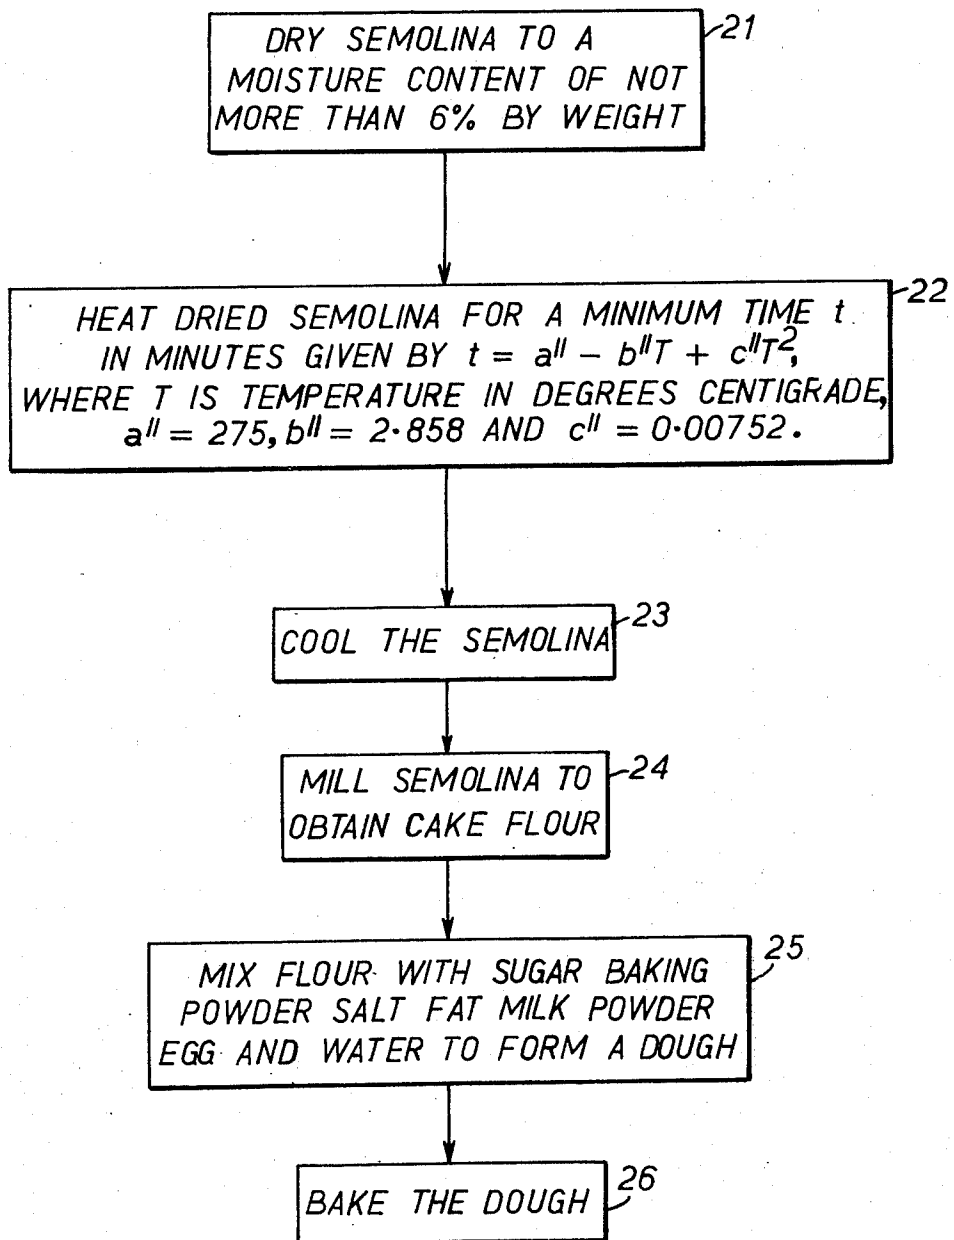 DRY SEMOLINA TO A
MOISTURE CONTENT OF NOT
MORE THAN 6% BY WEIGHT
21
HEAT DRIED SEMOLINA FOR A MINIMUM TIME t
IN MINUTES GIVEN BY t = a" - b"T + c"T²,
WHERE T IS TEMPERATURE IN DEGREES CENTIGRADE,
a" = 275, b" = 2·858 AND c" = 0·00752.
22
COOL THE SEMOLINA
23
MILL SEMOLINA TO
OBTAIN CAKE FLOUR
24
MIX FLOUR WITH SUGAR BAKING
POWDER SALT FAT MILK POWDER
EGG AND WATER TO FORM A DOUGH
25
BAKE THE DOUGH
26